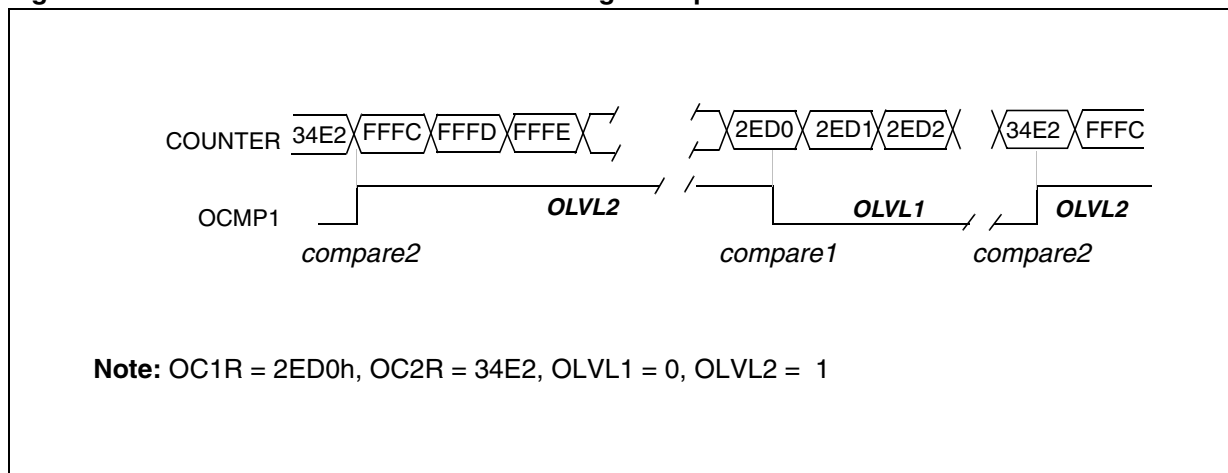 COUNTER 34E2 FFFC FFFD FFFE 2ED0 2ED1 2ED2 34E2 FFFC
OCMP1 OLVL2 OLVL1 OLVL2
compare2 compare1 compare2
Note: OC1R = 2ED0h, OC2R = 34E2, OLVL1 = 0, OLVL2 = 1